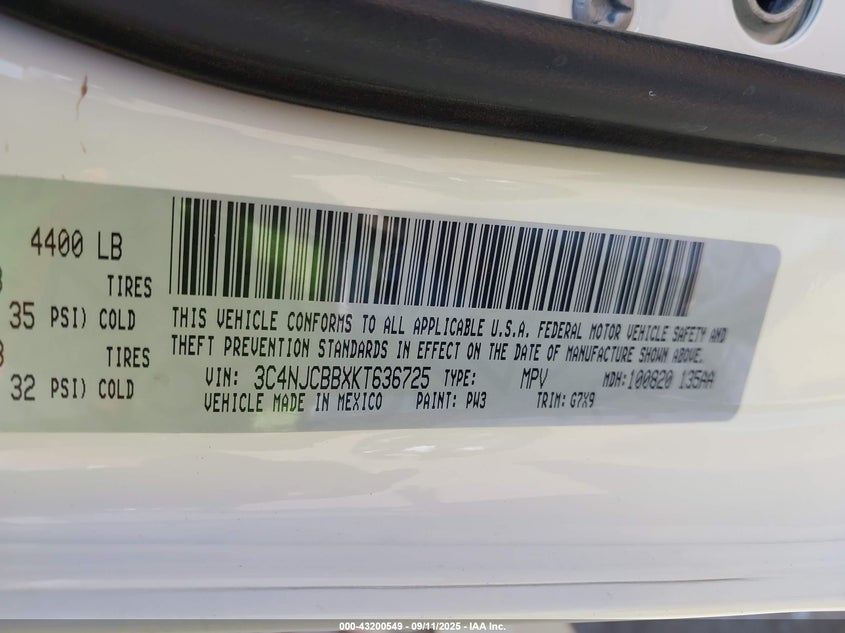 4400 LB
TIRES
35 PSI) COLD
TIRES
32 PSI) COLD
THIS VEHICLE CONFORMS TO ALL APPLICABLE U.S.A. FEDERAL MOTOR VEHICLE SAFETY AND
THEFT PREVENTION STANDARDS IN EFFECT ON THE DATE OF MANUFACTURE SHOWN ABOVE.
VIN: 3C4NJCBBXKT636725 TYPE: MPV MDH: 100820 135AA
VEHICLE MADE IN MEXICO PAINT: PW3 TRIM: G7X9
000-43200549 - 09/11/2025 - IAA Inc.